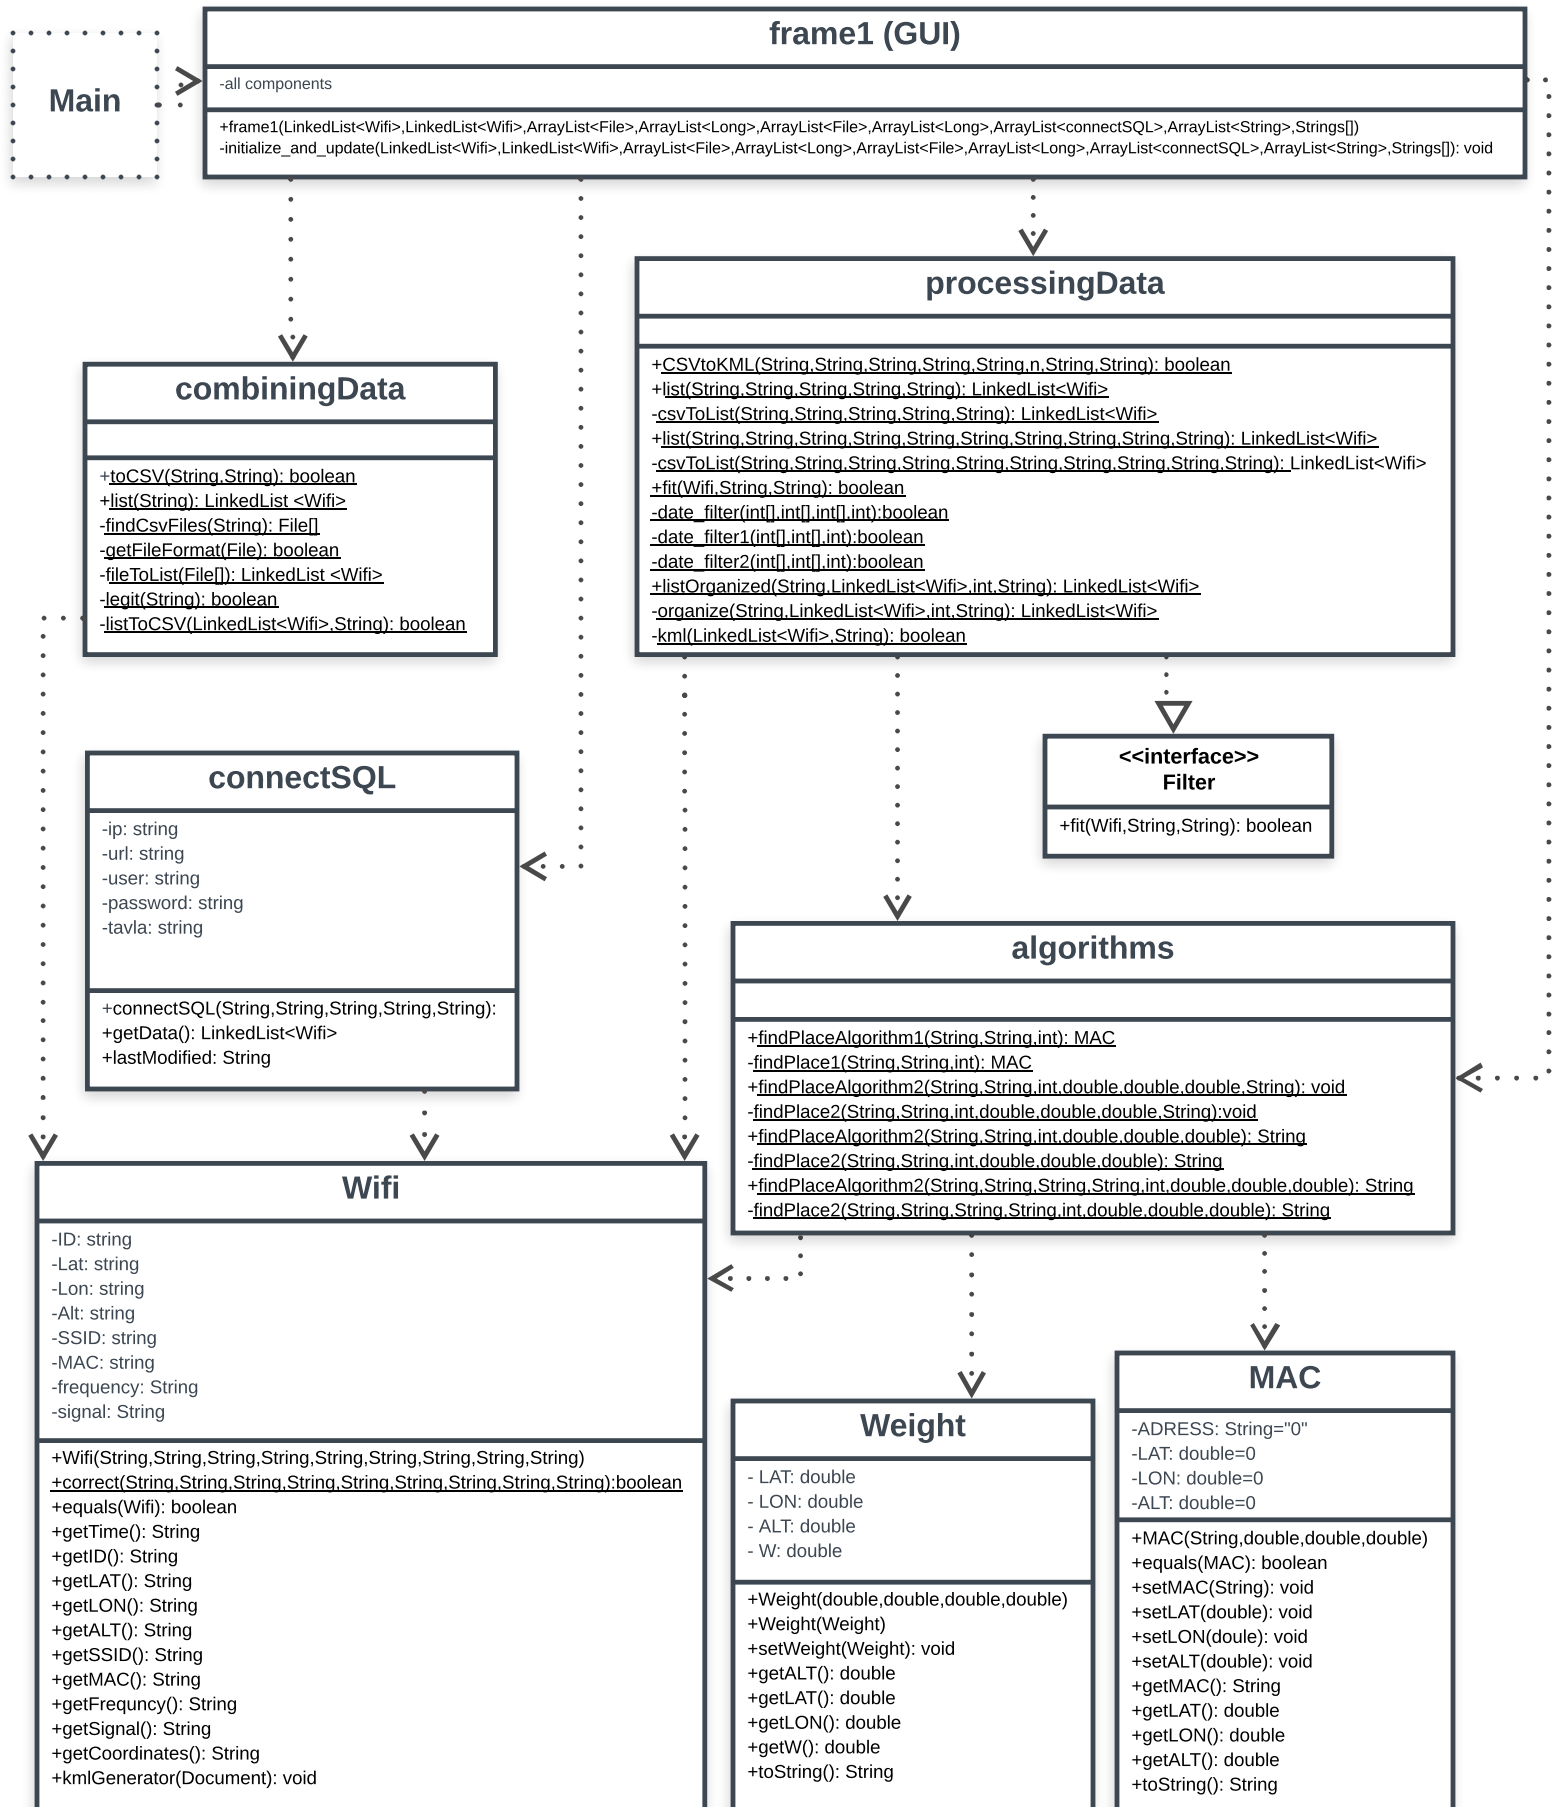 Main
frame1 (GUI)
-all components
+frame1(LinkedList<Wifi>,LinkedList<Wifi>,ArrayList<File>,ArrayList<Long>,ArrayList<File>,ArrayList<Long>,ArrayList<connectSQL>,ArrayList<String>,Strings[])
-initialize_and_update(LinkedList<Wifi>,LinkedList<Wifi>,ArrayList<File>,ArrayList<Long>,ArrayList<File>,ArrayList<Long>,ArrayList<connectSQL>,ArrayList<String>,Strings[]): void
processingData
+CSVtoKML(String,String,String,String,String,n,String,String): boolean
+list(String,String,String,String,String): LinkedList<Wifi>
-csvToList(String,String,String,String,String): LinkedList<Wifi>
+list(String,String,String,String,String,String,String,String,String,String): LinkedList<Wifi>
-csvToList(String,String,String,String,String,String,String,String,String,String): LinkedList<Wifi>
+fit(Wifi,String,String): boolean
-date_filter(int[],int[],int[],int):boolean
-date_filter1(int[],int[],int):boolean
-date_filter2(int[],int[],int):boolean
+listOrganized(String,LinkedList<Wifi>,int,String): LinkedList<Wifi>
-organize(String,LinkedList<Wifi>,int,String): LinkedList<Wifi>
-kml(LinkedList<Wifi>,String): boolean
combiningData
+toCSV(String,String): boolean
+list(String): LinkedList <Wifi>
-findCsvFiles(String): File[]
-getFileFormat(File): boolean
-fileToList(File[]): LinkedList <Wifi>
-legit(String): boolean
-listToCSV(LinkedList<Wifi>,String): boolean
<<interface>>
Filter
+fit(Wifi,String,String): boolean
connectSQL
-ip: string
-url: string
-user: string
-password: string
-tavla: string
+connectSQL(String,String,String,String,String):
+getData(): LinkedList<Wifi>
+lastModified: String
algorithms
+findPlaceAlgorithm1(String,String,int): MAC
-findPlace1(String,String,int): MAC
+findPlaceAlgorithm2(String,String,int,double,double,double,String): void
-findPlace2(String,String,int,double,double,double,String):void
+findPlaceAlgorithm2(String,String,int,double,double,double): String
-findPlace2(String,String,int,double,double,double): String
+findPlaceAlgorithm2(String,String,String,String,int,double,double,double): String
-findPlace2(String,String,String,String,int,double,double,double): String
Wifi
-ID: string
-Lat: string
-Lon: string
-Alt: string
-SSID: string
-MAC: string
-frequency: String
-signal: String
+Wifi(String,String,String,String,String,String,String,String,String)
+correct(String,String,String,String,String,String,String,String,String):boolean
+equals(Wifi): boolean
+getTime(): String
+getID(): String
+getLAT(): String
+getLON(): String
+getALT(): String
+getSSID(): String
+getMAC(): String
+getFrequncy(): String
+getSignal(): String
+getCoordinates(): String
+kmlGenerator(Document): void
Weight
- LAT: double
- LON: double
- ALT: double
- W: double
+Weight(double,double,double,double)
+Weight(Weight)
+setWeight(Weight): void
+getALT(): double
+getLAT(): double
+getLON(): double
+getW(): double
+toString(): String
MAC
-ADRESS: String="0"
-LAT: double=0
-LON: double=0
-ALT: double=0
+MAC(String,double,double,double)
+equals(MAC): boolean
+setMAC(String): void
+setLAT(double): void
+setLON(doule): void
+setALT(double): void
+getMAC(): String
+getLAT(): double
+getLON(): double
+getALT(): double
+toString(): String